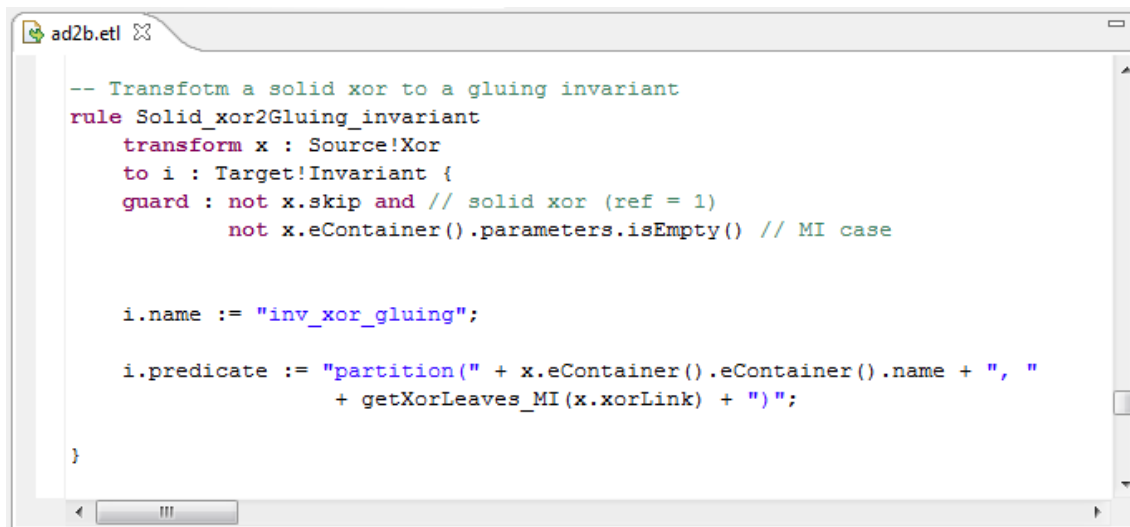 ad2b.etl
-- Transfotm a solid xor to a gluing invariant
rule Solid_xor2Gluing_invariant
transform x : Source!Xor
to i : Target!Invariant {
guard : not x.skip and // solid xor (ref = 1)
not x.eContainer().parameters.isEmpty() // MI case
i.name := "inv_xor_gluing";
i.predicate := "partition(" + x.eContainer().eContainer().name + ", "
+ getXorLeaves_MI(x.xorLink) + ")";
}